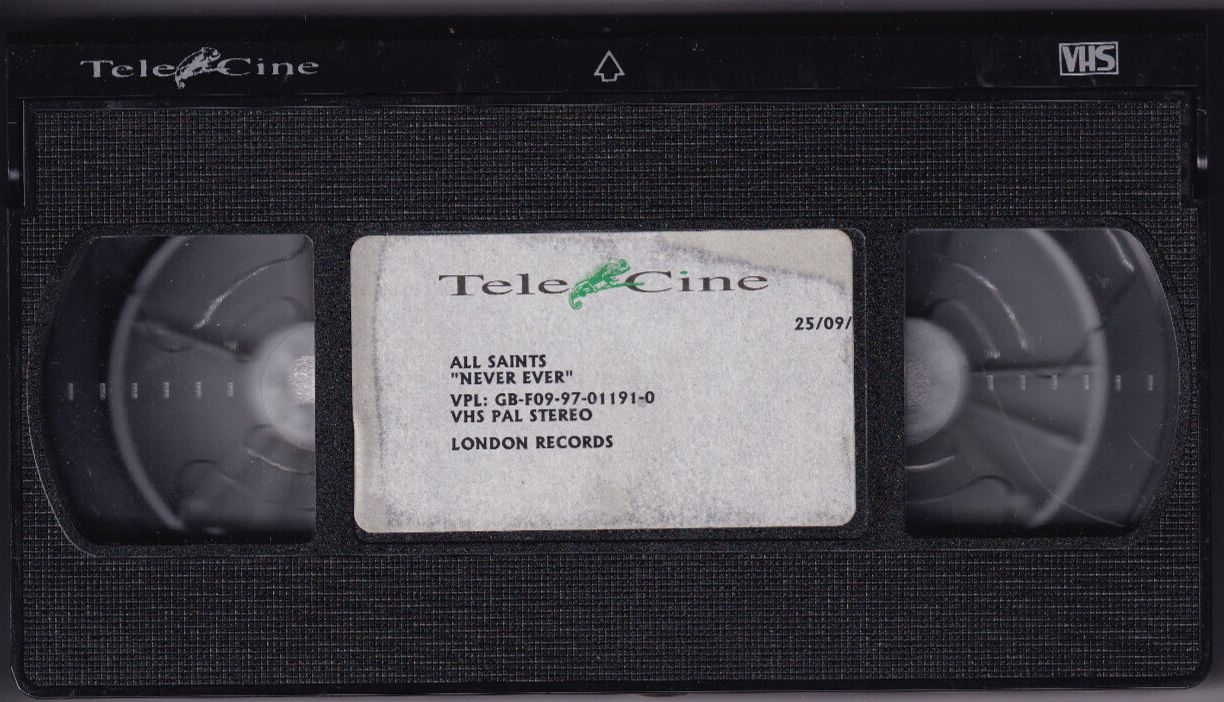 Tele Cine
VHS
Tele Cine
25/09/
ALL SAINTS
"NEVER EVER"
VPL: GB-F09-97-01191-0
VHS PAL STEREO
LONDON RECORDS